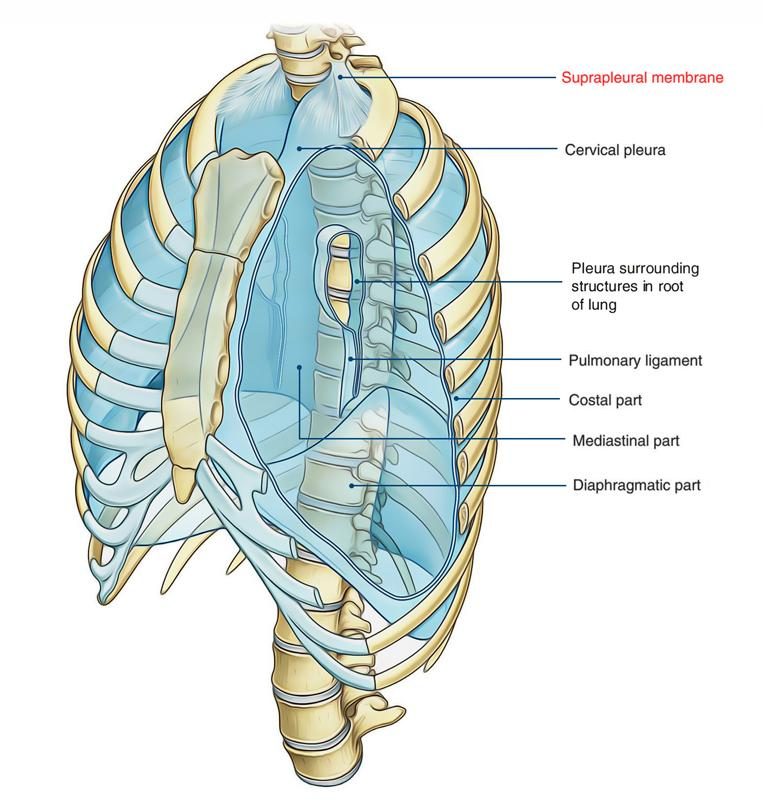 Suprapleural membrane
Cervical pleura
Pleura surrounding
structures in root
of lung
Pulmonary ligament
Costal part
Mediastinal part
Diaphragmatic part